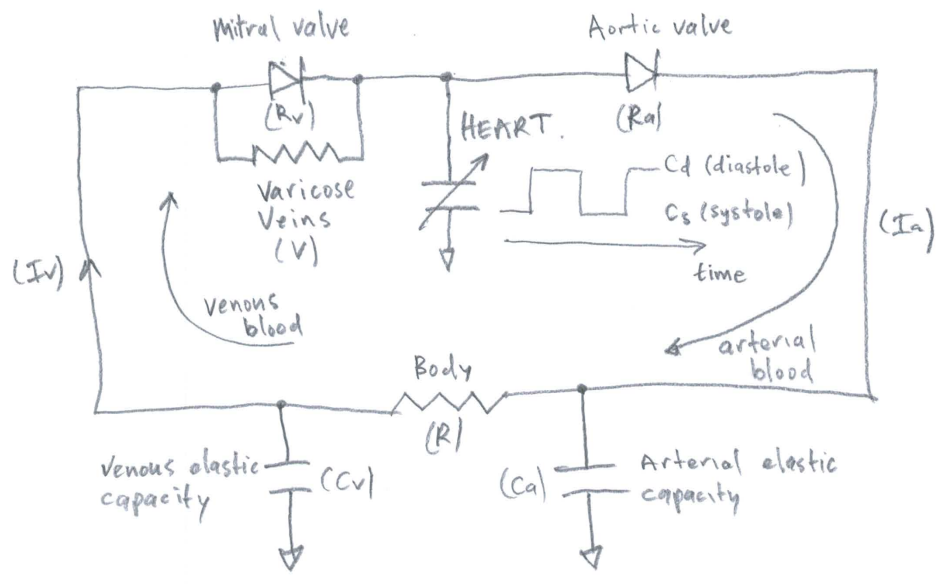 Mitral valve
Aortic valve
(Rv)
(Ra)
HEART.
Varicose
Veins
(V)
Cd (diastole)
Cs (systole)
time
(Ia)
(Iv)
venous
blood
arterial
blood
Body
(R)
Venous elastic
capacity
(Cv)
(Ca)
Arterial elastic
capacity